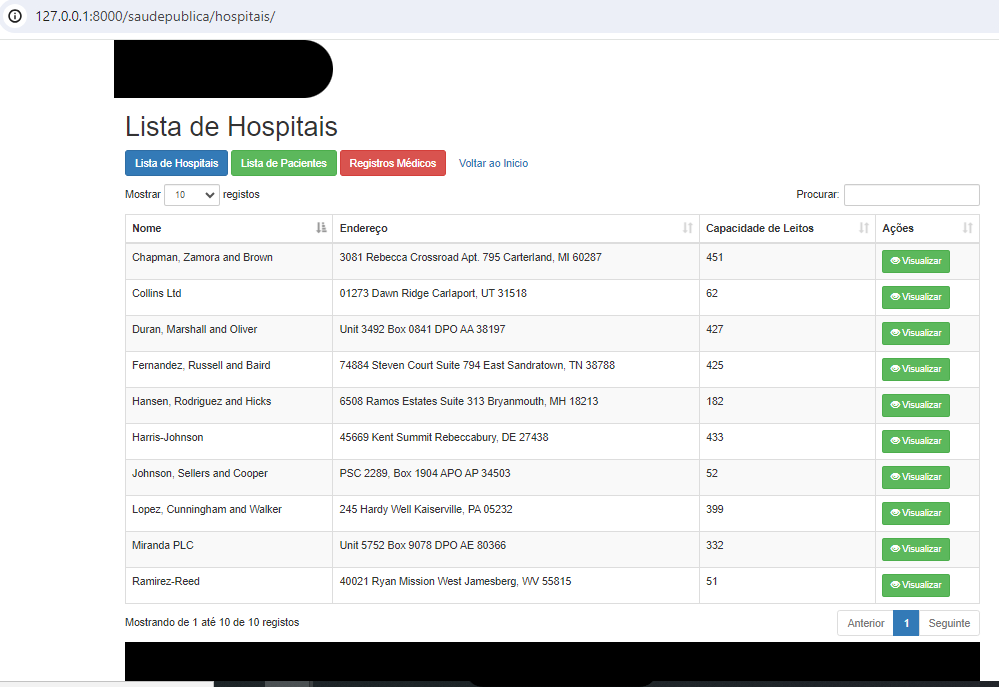 127.0.0.1:8000/saudepublica/hospitais/
Lista de Hospitais
Lista de Hospitais Lista de Pacientes Registros Médicos Voltar ao Inicio
Mostrar 10 registos Procurar:
Nome Endereço Capacidade de Leitos Ações
Chapman, Zamora and Brown 3081 Rebecca Crossroad Apt. 795 Carterland, MI 60287 451 Visualizar
Collins Ltd 01273 Dawn Ridge Carlaport, UT 31518 62 Visualizar
Duran, Marshall and Oliver Unit 3492 Box 0841 DPO AA 38197 427 Visualizar
Fernandez, Russell and Baird 74884 Steven Court Suite 794 East Sandratown, TN 38788 425 Visualizar
Hansen, Rodriguez and Hicks 6508 Ramos Estates Suite 313 Bryanmouth, MH 18213 182 Visualizar
Harris-Johnson 45669 Kent Summit Rebeccabury, DE 27438 433 Visualizar
Johnson, Sellers and Cooper PSC 2289, Box 1904 APO AP 34503 52 Visualizar
Lopez, Cunningham and Walker 245 Hardy Well Kaiserville, PA 05232 399 Visualizar
Miranda PLC Unit 5752 Box 9078 DPO AE 80366 332 Visualizar
Ramirez-Reed 40021 Ryan Mission West Jamesberg, WV 55815 51 Visualizar
Mostrando de 1 até 10 de 10 registos Anterior 1 Seguinte